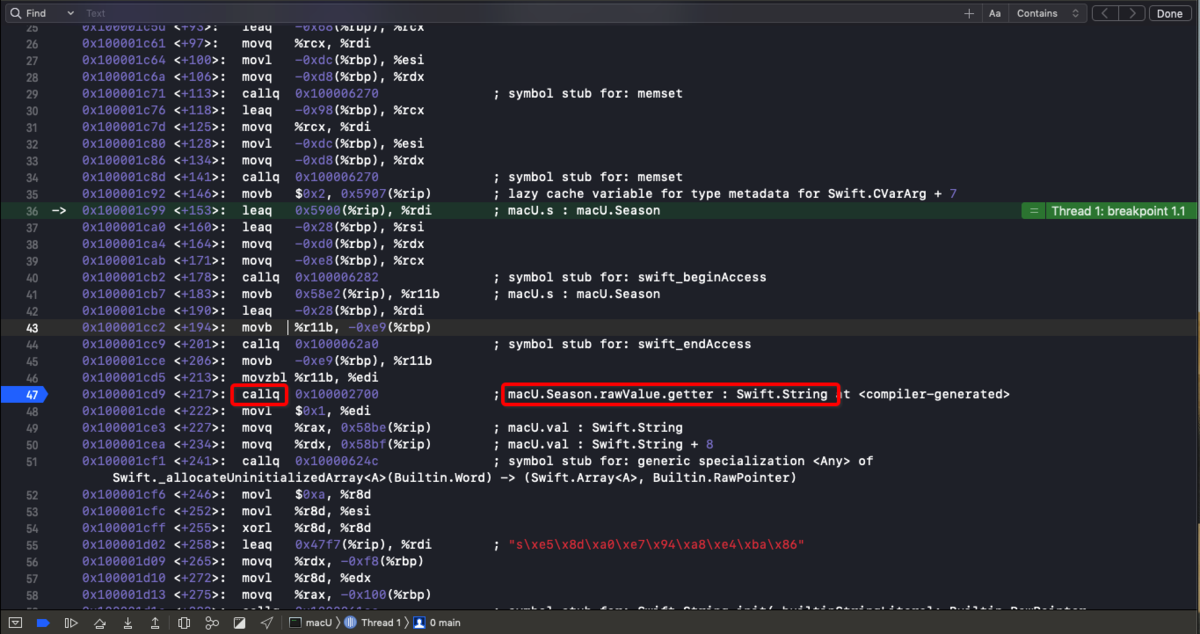 Find Text + Aa Contains < > Done
25 0x100001c5d <+93>: leaq -0x88(%rbp), %rcx
26 0x100001c61 <+97>: movq %rcx, %rdi
27 0x100001c64 <+100>: movl -0xdc(%rbp), %esi
28 0x100001c6a <+106>: movq -0xd8(%rbp), %rdx
29 0x100001c71 <+113>: callq 0x100006270 ; symbol stub for: memset
30 0x100001c76 <+118>: leaq -0x98(%rbp), %rcx
31 0x100001c7d <+125>: movq %rcx, %rdi
32 0x100001c80 <+128>: movl -0xdc(%rbp), %esi
33 0x100001c86 <+134>: movq -0xd8(%rbp), %rdx
34 0x100001c8d <+141>: callq 0x100006270 ; symbol stub for: memset
35 0x100001c92 <+146>: movb $0x2, 0x5907(%rip) ; lazy cache variable for type metadata for Swift.CVarArg + 7
36 -> 0x100001c99 <+153>: leaq 0x5900(%rip), %rdi ; macU.s : macU.Season = Thread 1: breakpoint 1.1
37 0x100001ca0 <+160>: leaq -0x28(%rbp), %rsi
38 0x100001ca4 <+164>: movq -0xd0(%rbp), %rdx
39 0x100001cab <+171>: movq -0xe8(%rbp), %rcx
40 0x100001cb2 <+178>: callq 0x100006282 ; symbol stub for: swift_beginAccess
41 0x100001cb7 <+183>: movb 0x58e2(%rip), %r11b ; macU.s : macU.Season
42 0x100001cbe <+190>: leaq -0x28(%rbp), %rdi
43 0x100001cc2 <+194>: movb %r11b, -0xe9(%rbp)
44 0x100001cc9 <+201>: callq 0x1000062a0 ; symbol stub for: swift_endAccess
45 0x100001cce <+206>: movb -0xe9(%rbp), %r11b
46 0x100001cd5 <+213>: movzbl %r11b, %edi
47 0x100001cd9 <+217>: callq 0x100002700 ; macU.Season.rawValue.getter : Swift.String at <compiler-generated>
48 0x100001cde <+222>: movl $0x1, %edi
49 0x100001ce3 <+227>: movq %rax, 0x58be(%rip) ; macU.val : Swift.String
50 0x100001cea <+234>: movq %rdx, 0x58bf(%rip) ; macU.val : Swift.String + 8
51 0x100001cf1 <+241>: callq 0x10000624c ; symbol stub for: generic specialization <Any> of
Swift._allocateUninitializedArray<A>(Builtin.Word) -> (Swift.Array<A>, Builtin.RawPointer)
52 0x100001cf6 <+246>: movl $0xa, %r8d
53 0x100001cfc <+252>: movl %r8d, %esi
54 0x100001cff <+255>: xorl %r8d, %r8d
55 0x100001d02 <+258>: leaq 0x47f7(%rip), %rdi ; "s\xe5\x8d\xa0\xe7\x94\xa8\xe4\xba\x86"
56 0x100001d09 <+265>: movq %rdx, -0xf8(%rbp)
57 0x100001d10 <+272>: movl %r8d, %edx
58 0x100001d13 <+275>: movq %rax, -0x100(%rbp)
macU Thread 1 0 main